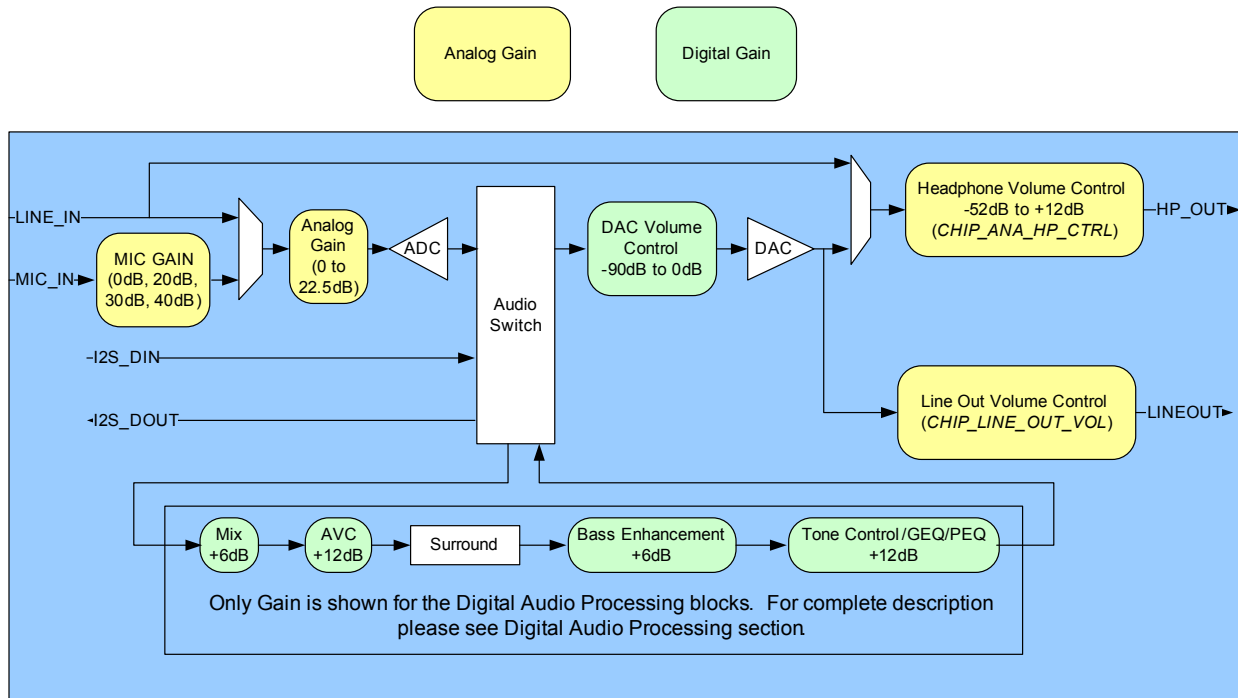 Analog Gain
Digital Gain
LINE_IN
MIC_IN
MIC GAIN
(0dB, 20dB,
30dB, 40dB)
Analog
Gain
(0 to
22.5dB)
ADC
Audio
Switch
DAC Volume
Control
-90dB to 0dB
DAC
Headphone Volume Control
-52dB to +12dB
(CHIP_ANA_HP_CTRL)
HP_OUT
I2S_DIN
I2S_DOUT
Line Out Volume Control
(CHIP_LINE_OUT_VOL)
LINEOUT
Mix
+6dB
AVC
+12dB
Surround
Bass Enhancement
+6dB
Tone Control/GEQ/PEQ
+12dB
Only Gain is shown for the Digital Audio Processing blocks. For complete description
please see Digital Audio Processing section.